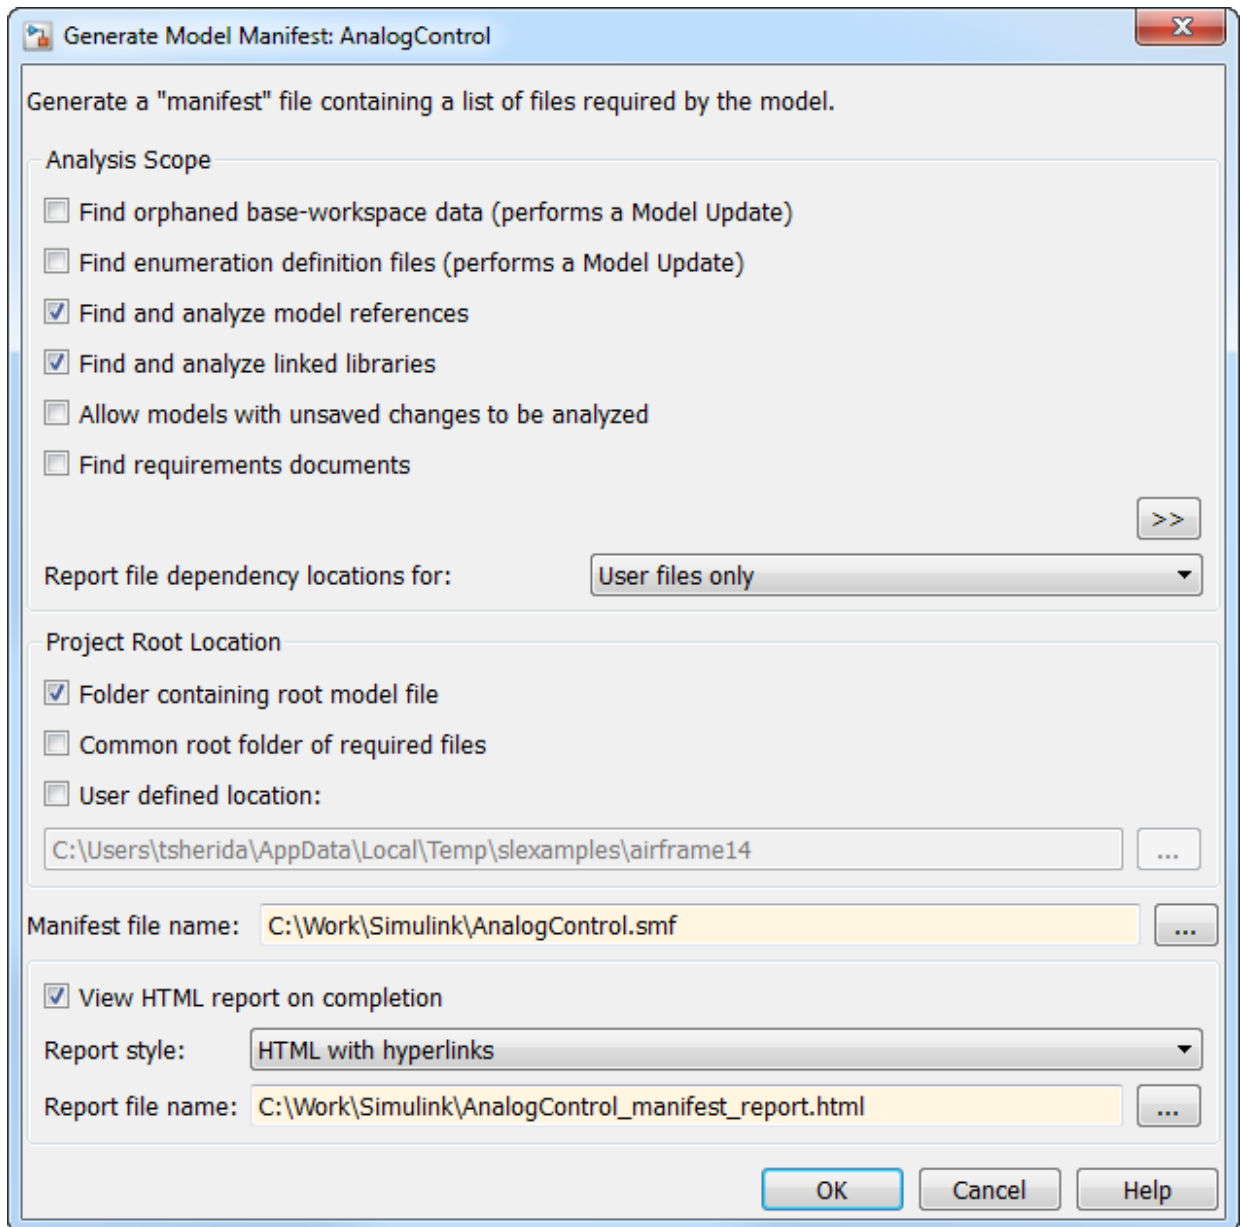 Generate Model Manifest: AnalogControl
Generate a "manifest" file containing a list of files required by the model.
Analysis Scope
Find orphaned base-workspace data (performs a Model Update)
Find enumeration definition files (performs a Model Update)
Find and analyze model references
Find and analyze linked libraries
Allow models with unsaved changes to be analyzed
Find requirements documents
>>
Report file dependency locations for: User files only
Project Root Location
Folder containing root model file
Common root folder of required files
User defined location:
C:\Users\tsherida\AppData\Local\Temp\slexamples\airframe14 ...
Manifest file name: C:\Work\Simulink\AnalogControl.smf ...
View HTML report on completion
Report style: HTML with hyperlinks
Report file name: C:\Work\Simulink\AnalogControl_manifest_report.html ...
OK Cancel Help